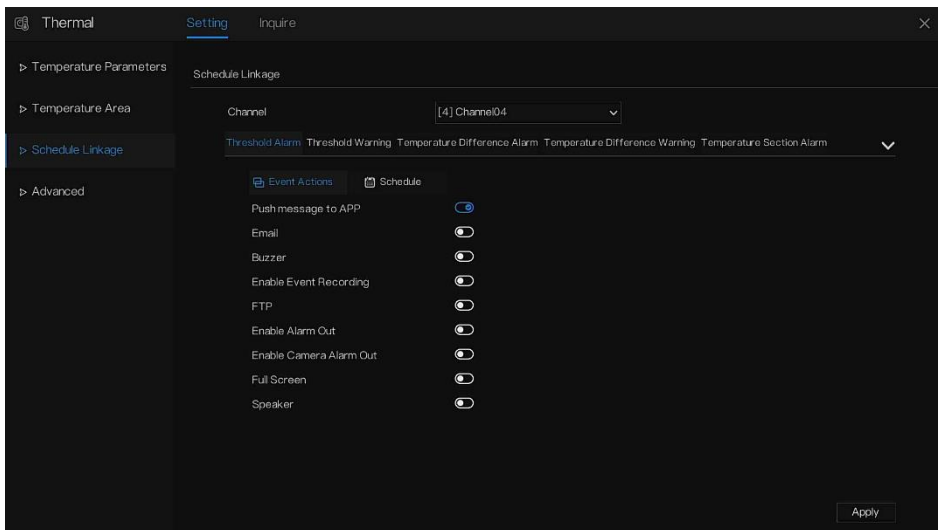 Thermal Setting Inquire
Temperature Parameters
Schedule Linkage
Temperature Area
Channel [4] Channel04
Schedule Linkage
Threshold Alarm Threshold Warning Temperature Difference Alarm Temperature Difference Warning Temperature Section Alarm
Advanced
Event Actions Schedule
Push message to APP
Email
Buzzer
Enable Event Recording
FTP
Enable Alarm Out
Enable Camera Alarm Out
Full Screen
Speaker
Apply